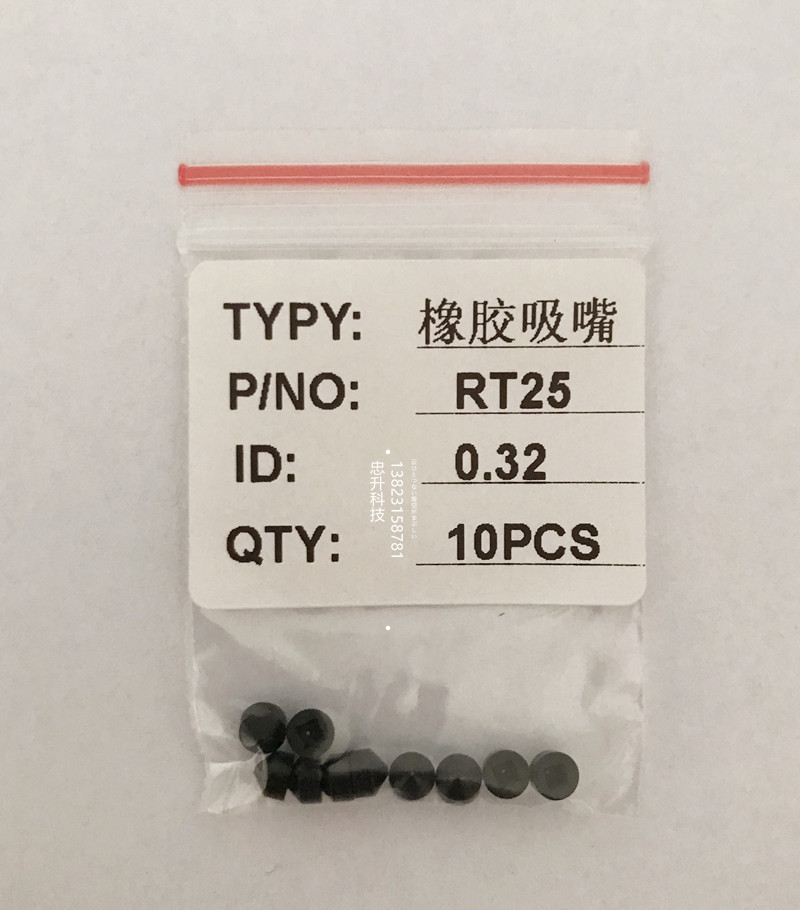 TYPY: 橡胶吸嘴
P/NO: RT25
ID: 0.32
QTY: 10PCS
13823158781
忠升科技